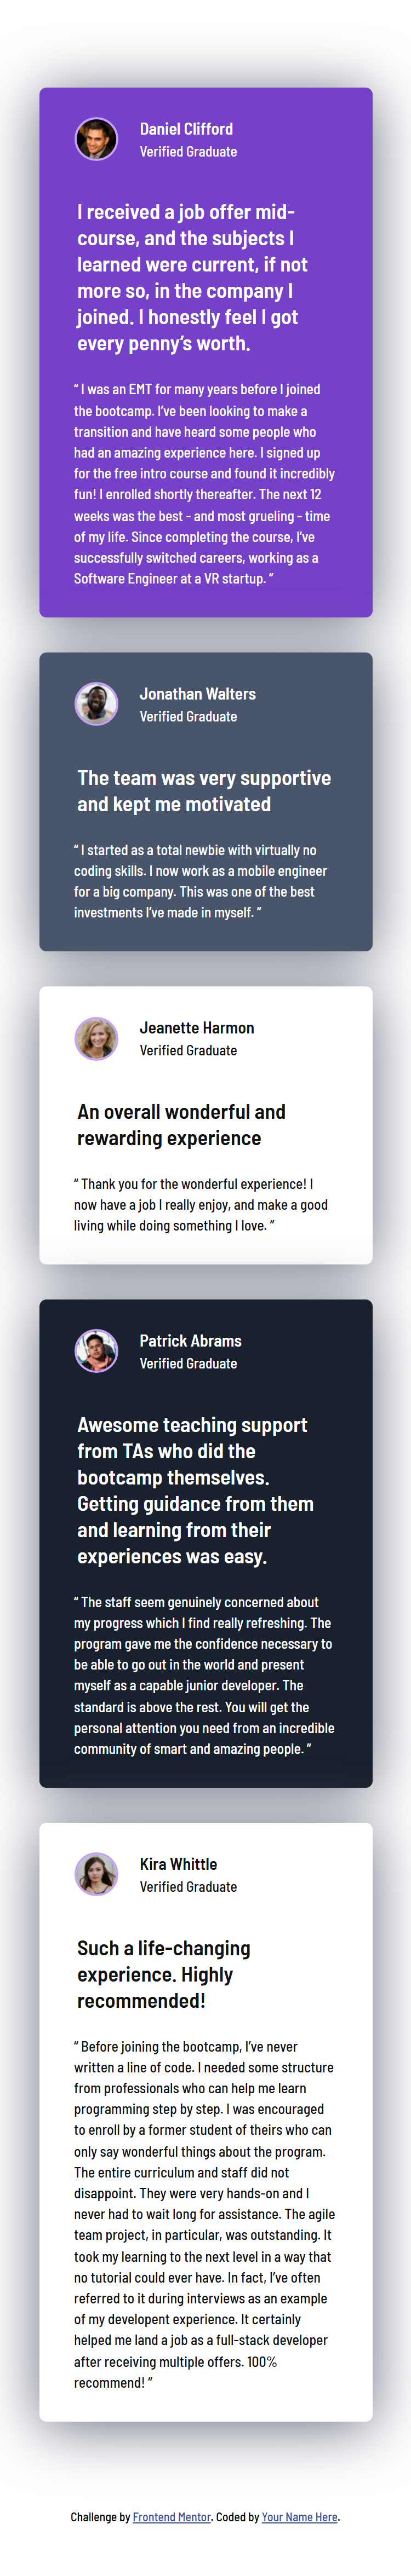 Daniel Clifford
Verified Graduate
I received a job offer mid-
course, and the subjects I
learned were current, if not
more so, in the company I
joined. I honestly feel I got
every penny’s worth.
“ I was an EMT for many years before I joined
the bootcamp. I’ve been looking to make a
transition and have heard some people who
had an amazing experience here. I signed up
for the free intro course and found it incredibly
fun! I enrolled shortly thereafter. The next 12
weeks was the best - and most grueling - time
of my life. Since completing the course, I’ve
successfully switched careers, working as a
Software Engineer at a VR startup. ”
Jonathan Walters
Verified Graduate
The team was very supportive
and kept me motivated
“ I started as a total newbie with virtually no
coding skills. I now work as a mobile engineer
for a big company. This was one of the best
investments I’ve made in myself. ”
Jeanette Harmon
Verified Graduate
An overall wonderful and
rewarding experience
“ Thank you for the wonderful experience! I
now have a job I really enjoy, and make a good
living while doing something I love. ”
Patrick Abrams
Verified Graduate
Awesome teaching support
from TAs who did the
bootcamp themselves.
Getting guidance from them
and learning from their
experiences was easy.
“ The staff seem genuinely concerned about
my progress which I find really refreshing. The
program gave me the confidence necessary to
be able to go out in the world and present
myself as a capable junior developer. The
standard is above the rest. You will get the
personal attention you need from an incredible
community of smart and amazing people. ”
Kira Whittle
Verified Graduate
Such a life-changing
experience. Highly
recommended!
“ Before joining the bootcamp, I’ve never
written a line of code. I needed some structure
from professionals who can help me learn
programming step by step. I was encouraged
to enroll by a former student of theirs who can
only say wonderful things about the program.
The entire curriculum and staff did not
disappoint. They were very hands-on and I
never had to wait long for assistance. The agile
team project, in particular, was outstanding. It
took my learning to the next level in a way that
no tutorial could ever have. In fact, I’ve often
referred to it during interviews as an example
of my developent experience. It certainly
helped me land a job as a full-stack developer
after receiving multiple offers. 100%
recommend! ”
Challenge by Frontend Mentor. Coded by Your Name Here.